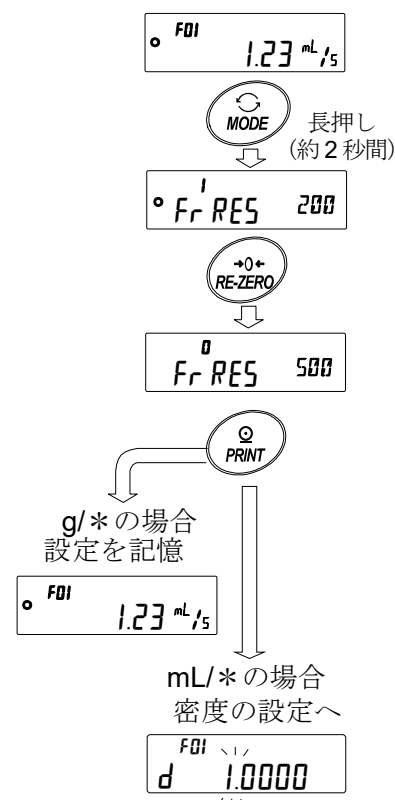 F01
1.23 mL/s
MODE
長押し
(約2秒間)
1
Fr RES 200
→0←
RE-ZERO
0
Fr RES 500
PRINT
g/＊の場合
設定を記憶
F01
1.23 mL/s
mL/＊の場合
密度の設定へ
F01
d 1.0000